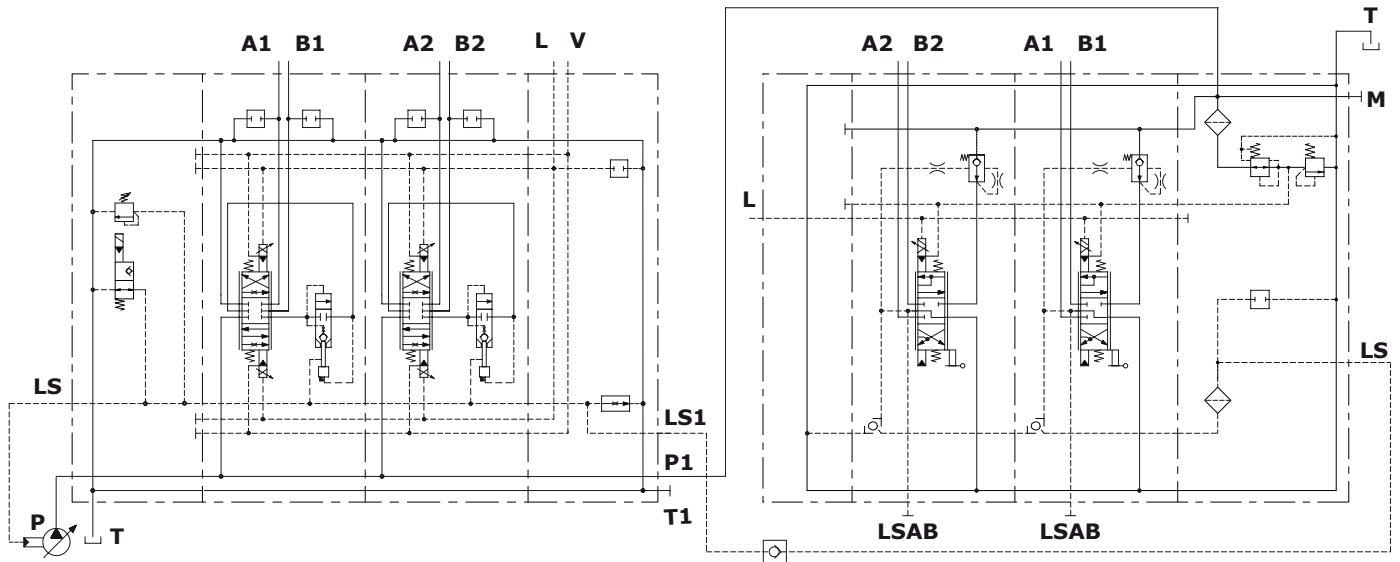 A1 B1 A2 B2 L V
A2 B2 A1 B1
T
M
L
LS
LS
LS1
P1
T1
P
T
LSAB LSAB